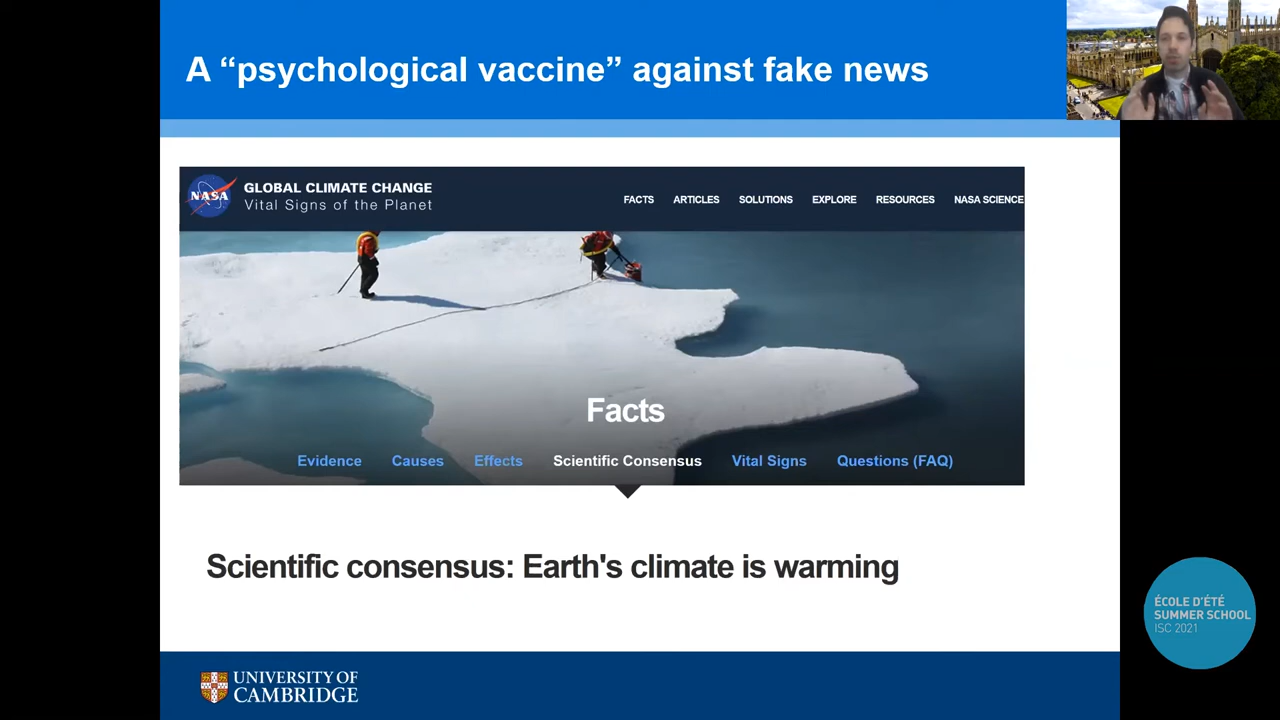 A “psychological vaccine” against fake news
NASA
GLOBAL CLIMATE CHANGE
Vital Signs of the Planet
FACTS ARTICLES SOLUTIONS EXPLORE RESOURCES NASA SCIENCE
Facts
Evidence Causes Effects Scientific Consensus Vital Signs Questions (FAQ)
Scientific consensus: Earth's climate is warming
UNIVERSITY OF
CAMBRIDGE
ÉCOLE D'ÉTÉ
SUMMER SCHOOL
ISC 2021